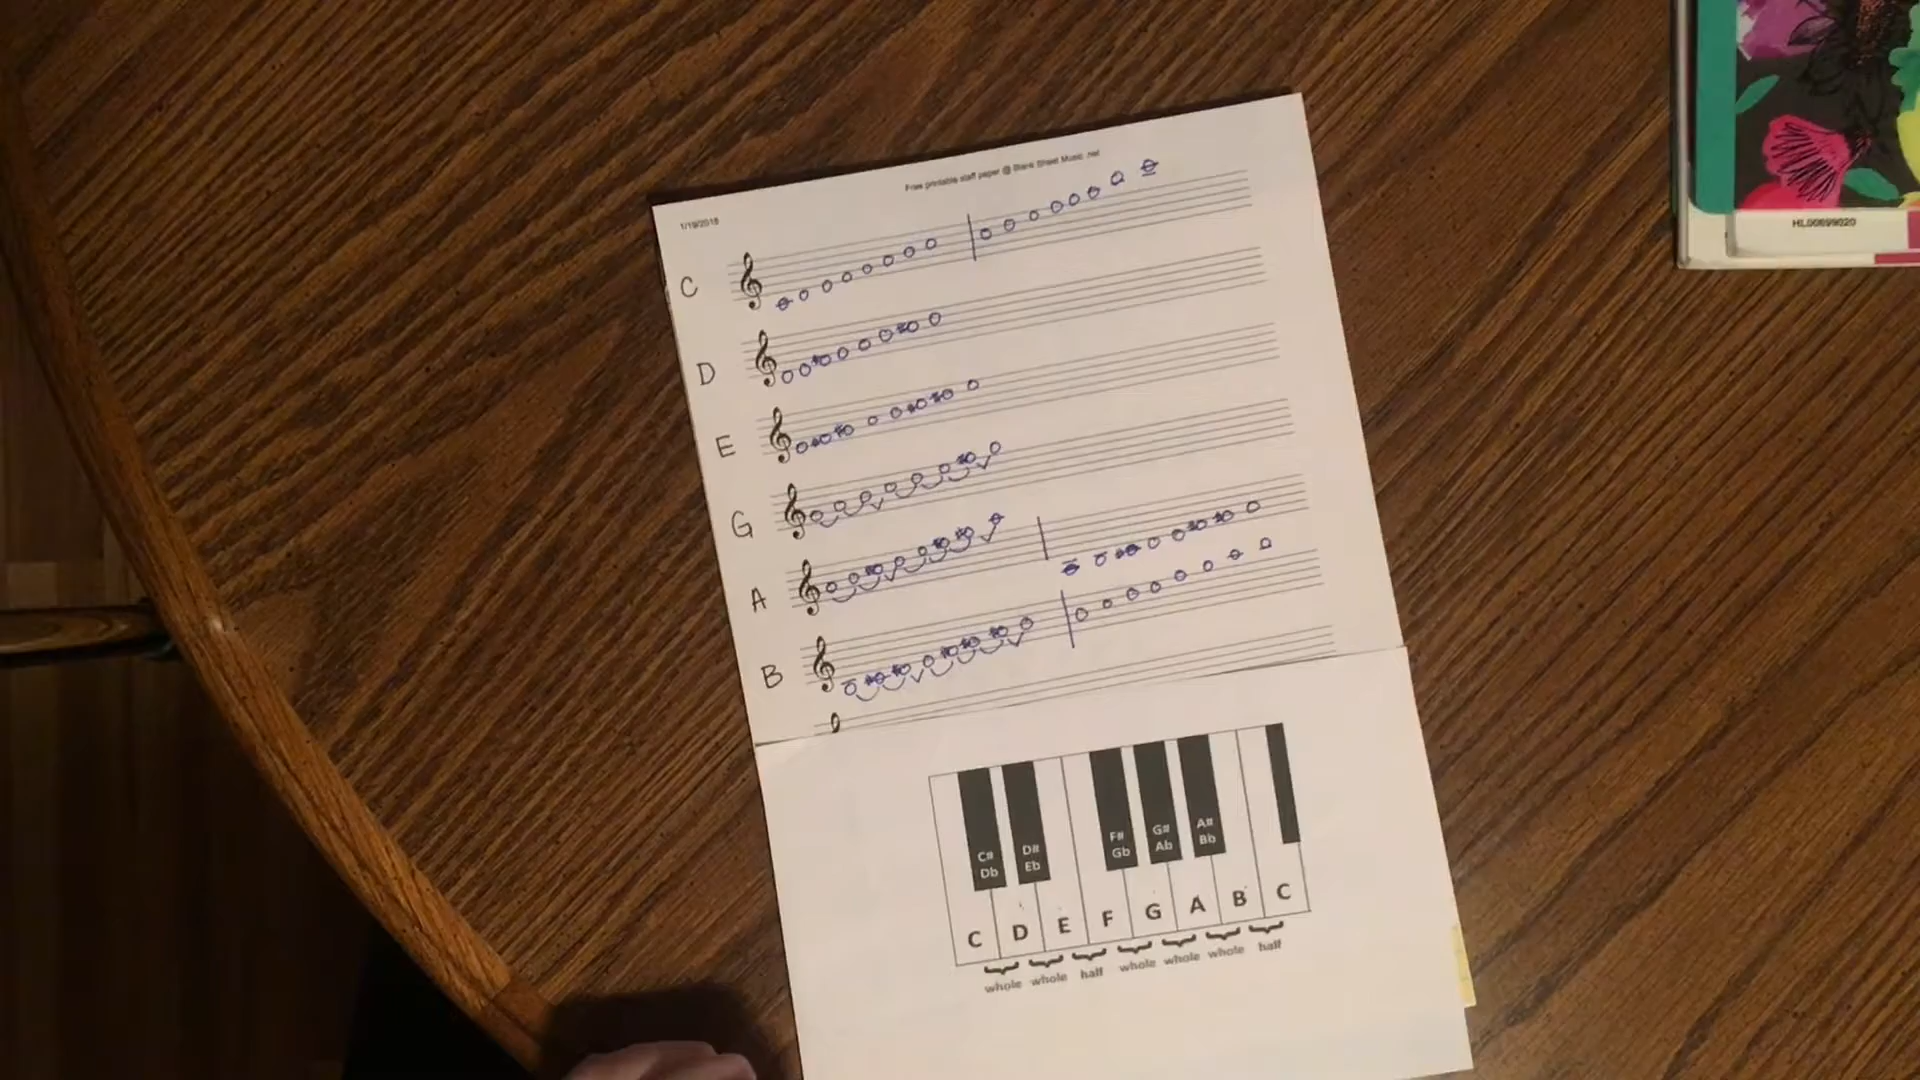 Free printable staff paper @ Blank Sheet Music .net
1/19/2018
HL00699020
C
D
E
G
A
B
C# D# F# G# A#
Db Eb Gb Ab Bb
C D E F G A B C
whole whole half whole whole whole half